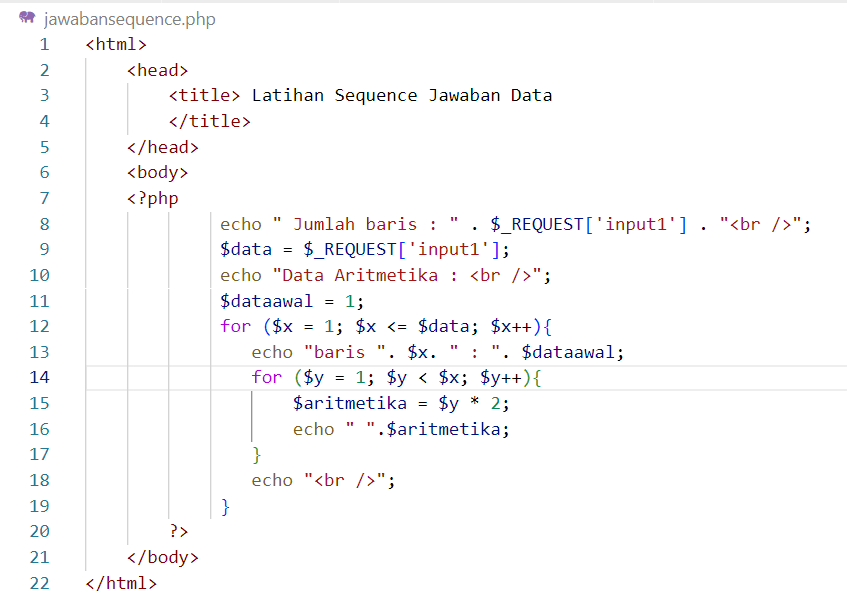 jawabansequence.php
1 <html>
2 <head>
3 <title> Latihan Sequence Jawaban Data
4 </title>
5 </head>
6 <body>
7 <?php
8 echo " Jumlah baris : " . $_REQUEST['input1'] . "<br />";
9 $data = $_REQUEST['input1'];
10 echo "Data Aritmetika : <br />";
11 $dataawal = 1;
12 for ($x = 1; $x <= $data; $x++){
13 echo "baris ". $x. " : ". $dataawal;
14 for ($y = 1; $y < $x; $y++){
15 $aritmetika = $y * 2;
16 echo " ".$aritmetika;
17 }
18 echo "<br />";
19 }
20 ?>
21 </body>
22 </html>